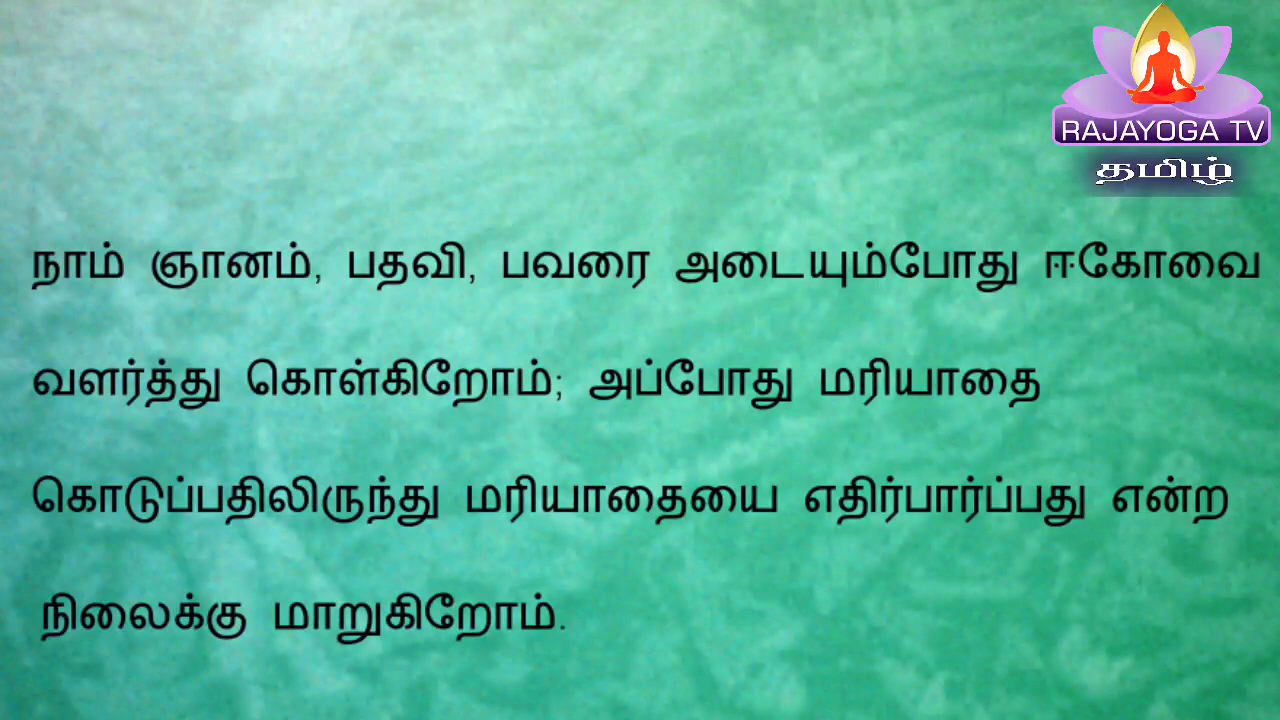 RAJAYOGA TV
தமிழ்
நாம் ஞானம், பதவி, பவரை அடையும்போது ஈகோவை
வளர்த்து கொள்கிறோம்; அப்போது மரியாதை
கொடுப்பதிலிருந்து மரியாதையை எதிர்பார்ப்பது என்ற
நிலைக்கு மாறுகிறோம்.